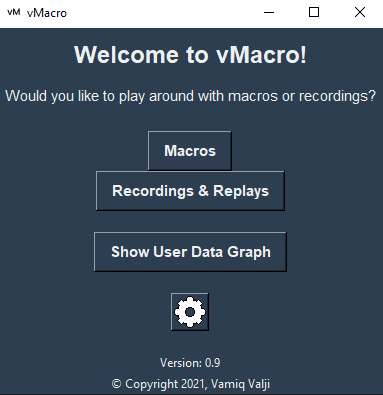 vM vMacro
Welcome to vMacro!
Would you like to play around with macros or recordings?
Macros
Recordings & Replays
Show User Data Graph
Version: 0.9
© Copyright 2021, Vamiq Valji